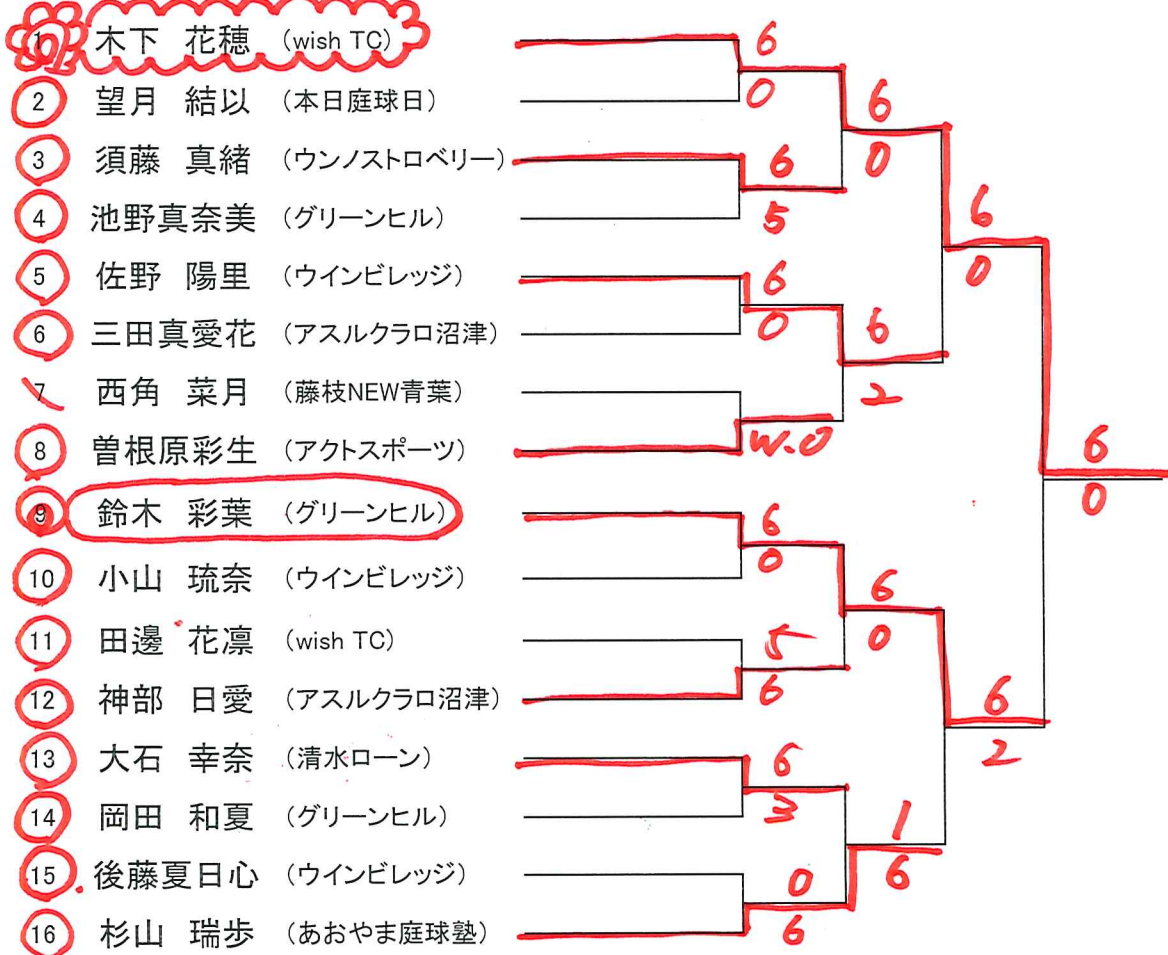 1 木下 花穂 (wish TC) 6
2 望月 結以 (本日庭球日) 0 6
3 須藤 真緒 (ウンノストロベリー) 6 0
4 池野真奈美 (グリーンヒル) 5 6
5 佐野 陽里 (ウインビレッジ) 6 0
6 三田真愛花 (アスルクラロ沼津) 0 6
7 西角 菜月 (藤枝NEW青葉) 2
8 曽根原彩生 (アクトスポーツ) W.O 6
9 鈴木 彩葉 (グリーンヒル) 6 0
10 小山 琉奈 (ウインビレッジ) 0 6
11 田邊 花凛 (wish TC) 5 0
12 神部 日愛 (アスルクラロ沼津) 6 6
13 大石 幸奈 (清水ローン) 6 2
14 岡田 和夏 (グリーンヒル) 3 1
15 後藤夏日心 (ウインビレッジ) 0 6
16 杉山 瑞歩 (あおやま庭球塾) 6